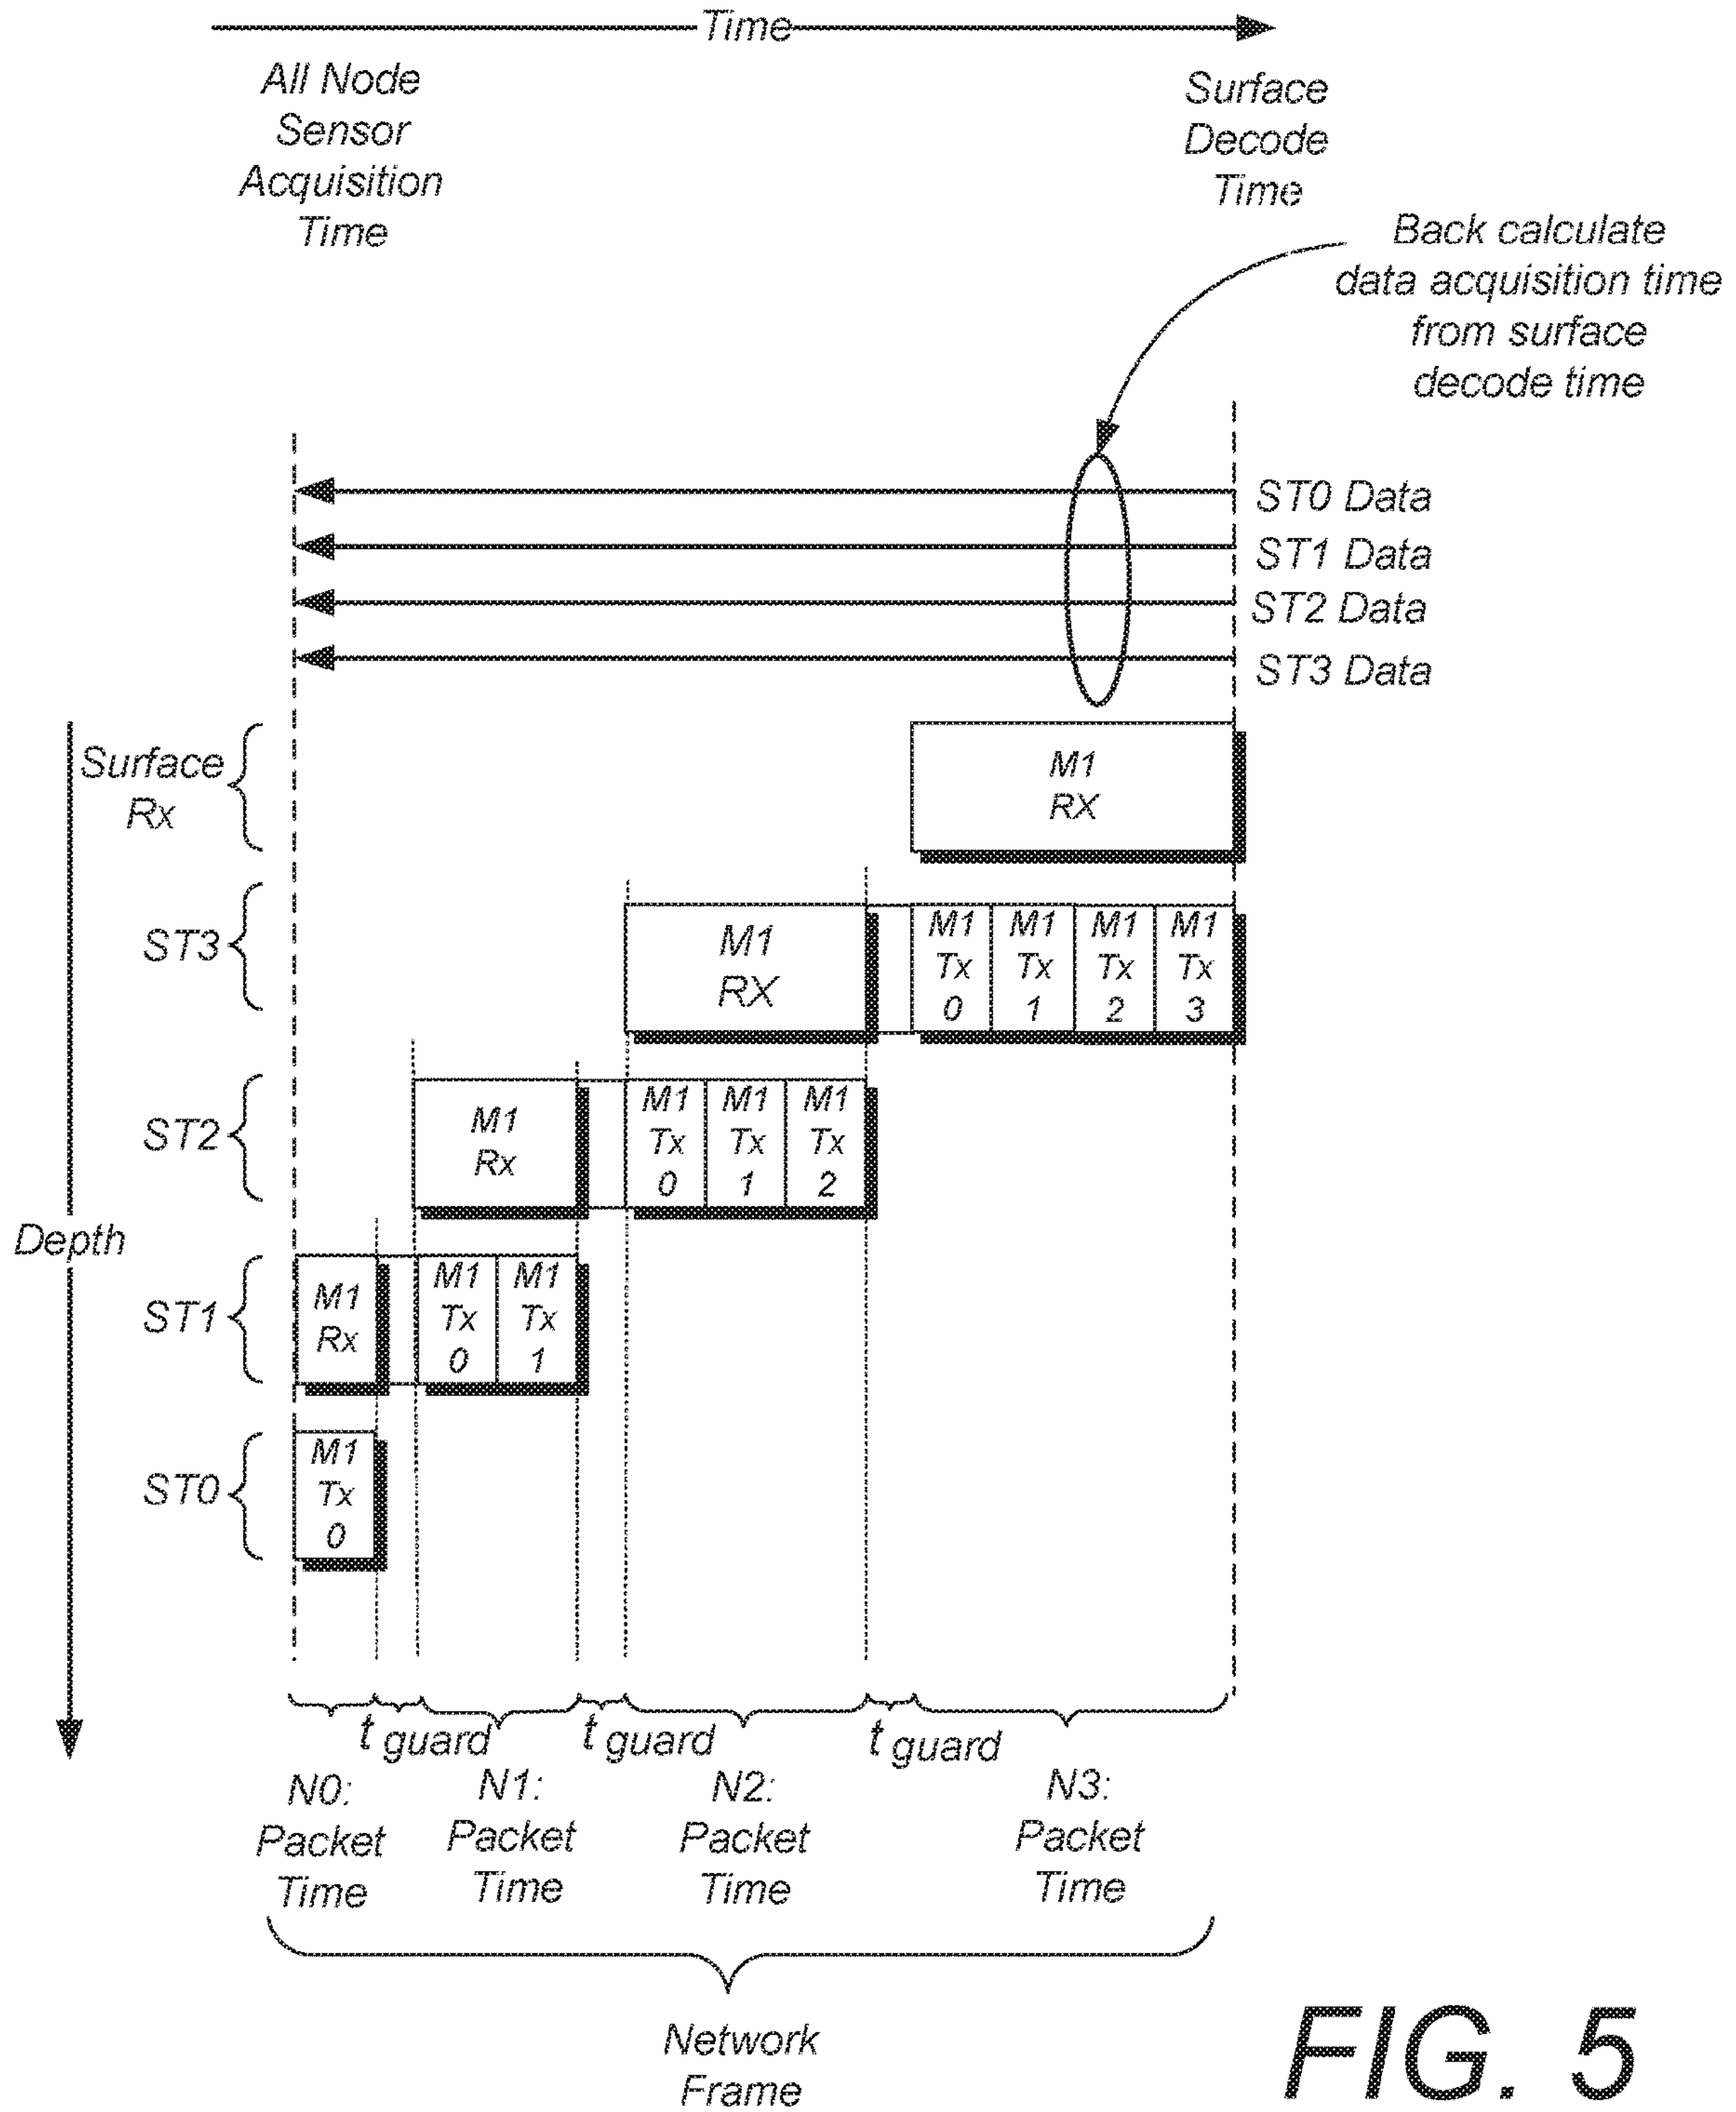 Time
All Node
Sensor
Acquisition
Time
Surface
Decode
Time
Back calculate
data acquisition time
from surface
decode time
ST0 Data
ST1 Data
ST2 Data
ST3 Data
Surface
Rx
M1
RX
ST3
M1
RX
M1
Tx
0
M1
Tx
1
M1
Tx
2
M1
Tx
3
ST2
M1
Rx
M1
Tx
0
M1
Tx
1
M1
Tx
2
Depth
ST1
M1
Rx
M1
Tx
0
M1
Tx
1
ST0
M1
Tx
0
t guard
t guard
t guard
N0:
Packet
Time
N1:
Packet
Time
N2:
Packet
Time
N3:
Packet
Time
Network
Frame
FIG. 5